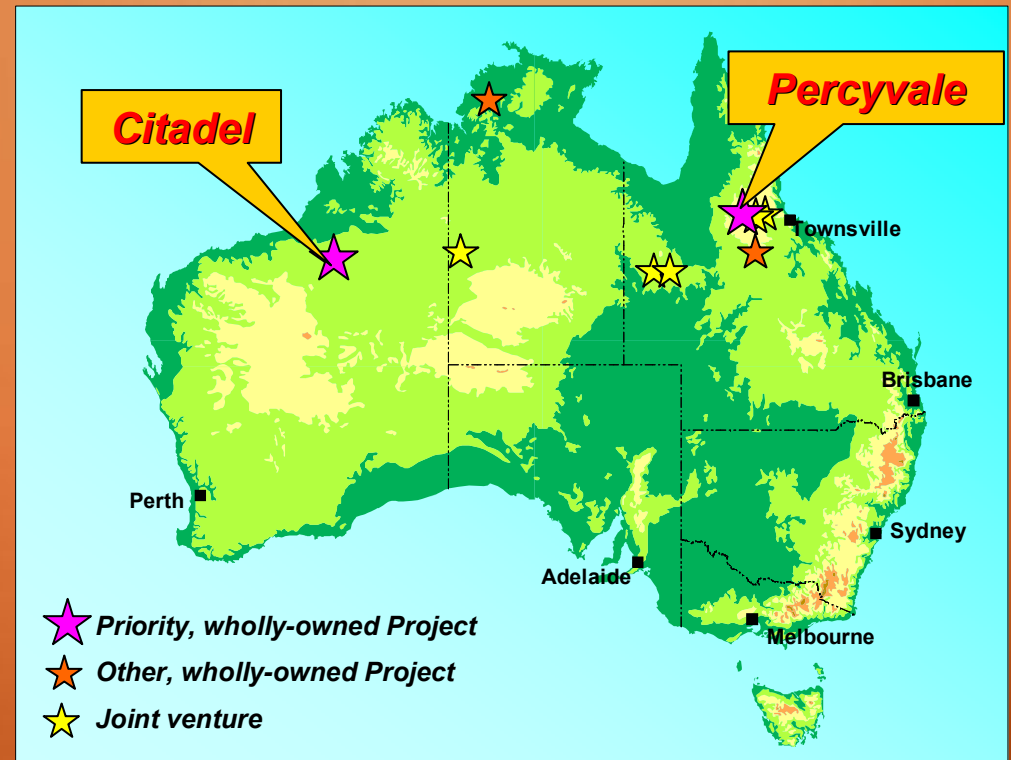 Percyvale
Citadel
Townsville
Brisbane
Perth
Sydney
Adelaide
Melbourne
Priority, wholly-owned Project
Other, wholly-owned Project
Joint venture